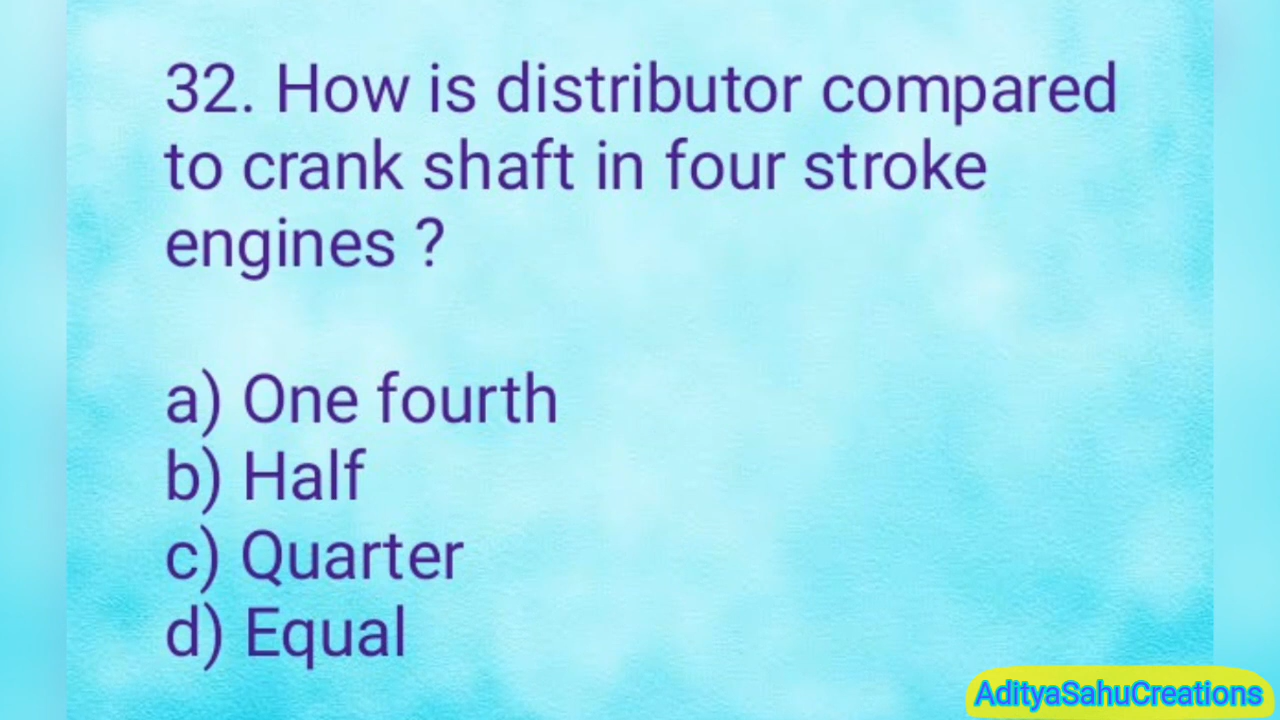 32. How is distributor compared
to crank shaft in four stroke
engines ?
a) One fourth
b) Half
c) Quarter
d) Equal
AdityaSahuCreations